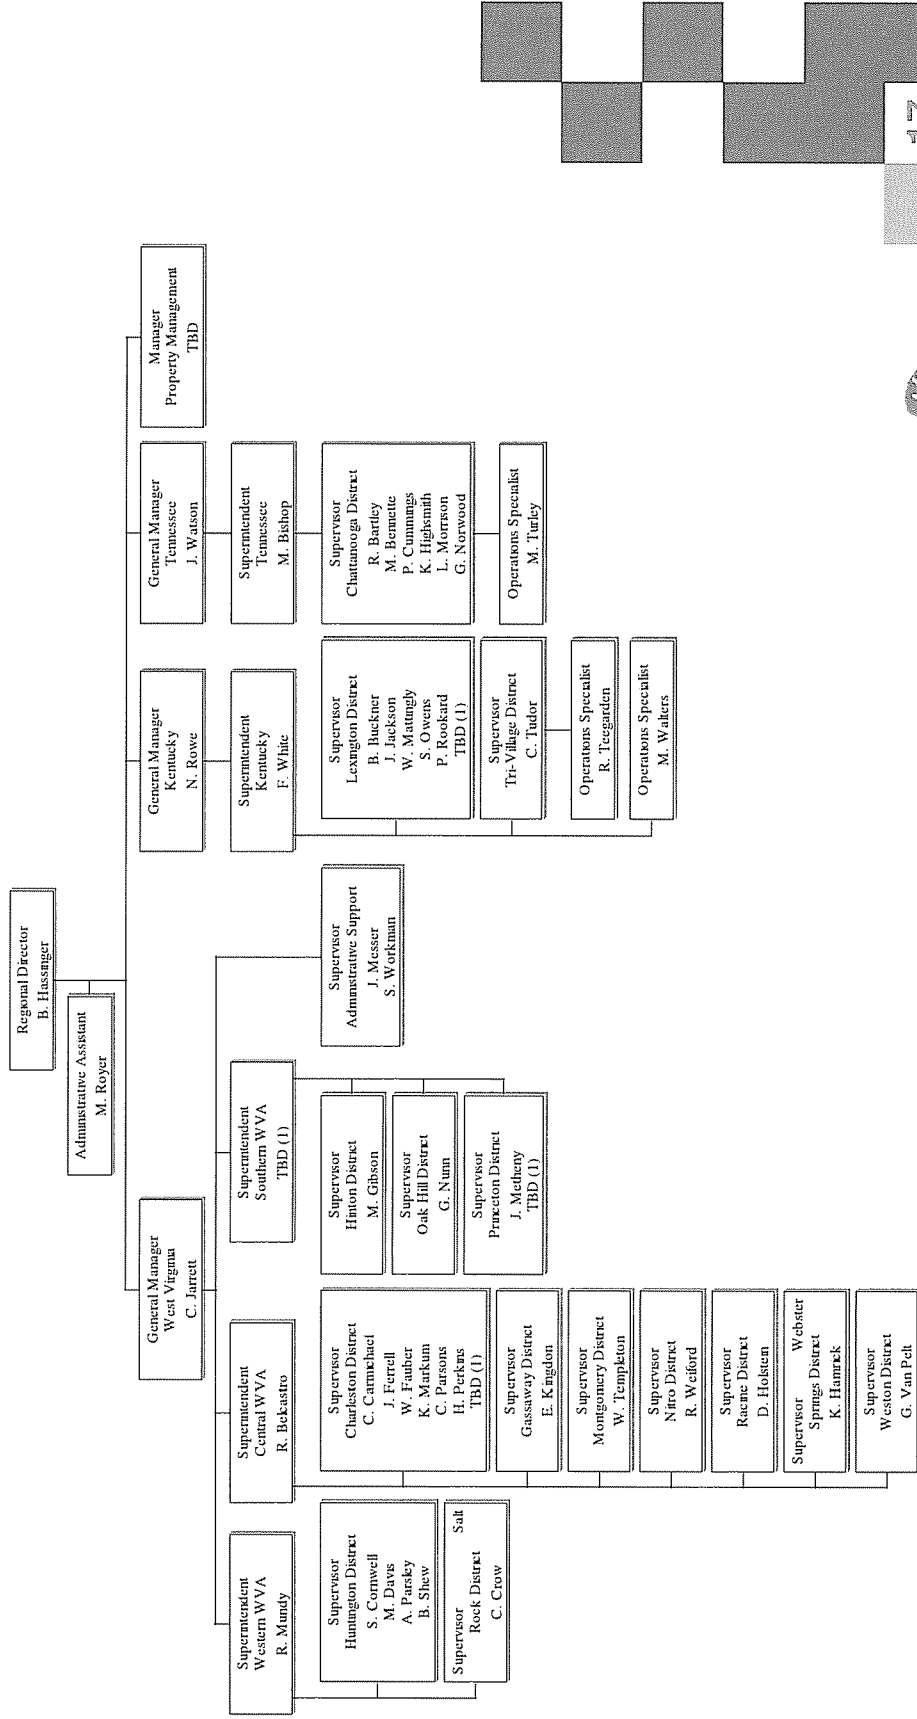 Regional Director
B. Hassinger
Administrative Assistant
M. Royer
General Manager
West Virginia
C. Jarrett
General Manager
Kentucky
N. Rowe
General Manager
Tennessee
J. Watson
Manager
Property Management
TBD
Superintendent
Western WVA
R. Mundy
Superintendent
Central WVA
R. Belcastro
Superintendent
Southern WVA
TBD (1)
Superintendent
Kentucky
F. White
Superintendent
Tennessee
M. Bishop
Supervisor
Huntington District
S. Cornwell
M. Davis
A. Parsley
B. Shew
Supervisor Salt
Rock District
C. Crow
Supervisor
Charleston District
C. Carmichael
J. Ferrell
W. Fauber
K. Markum
C. Parsons
H. Perkins
TBD (1)
Supervisor
Gassaway District
E. Kingdon
Supervisor
Montgomery District
W. Templeton
Supervisor
Nitro District
R. Welford
Supervisor
Racine District
D. Holstein
Supervisor Webster
Springs District
K. Hamrick
Supervisor
Weston District
G. Van Pelt
Supervisor
Hinton District
M. Gibson
Supervisor
Oak Hill District
G. Nunn
Supervisor
Princeton District
J. Metheny
TBD (1)
Supervisor
Administrative Support
J. Messer
S. Workman
Supervisor
Lexington District
B. Buckner
J. Jackson
W. Mattingly
S. Owens
P. Rookard
TBD (1)
Supervisor
Tri-Village District
C. Tudor
Operations Specialist
R. Teegarden
Operations Specialist
M. Walters
Supervisor
Chattanooga District
R. Bartley
M. Bennette
P. Cummings
K. Highsmith
L. Morrison
G. Norwood
Operations Specialist
M. Turley
17